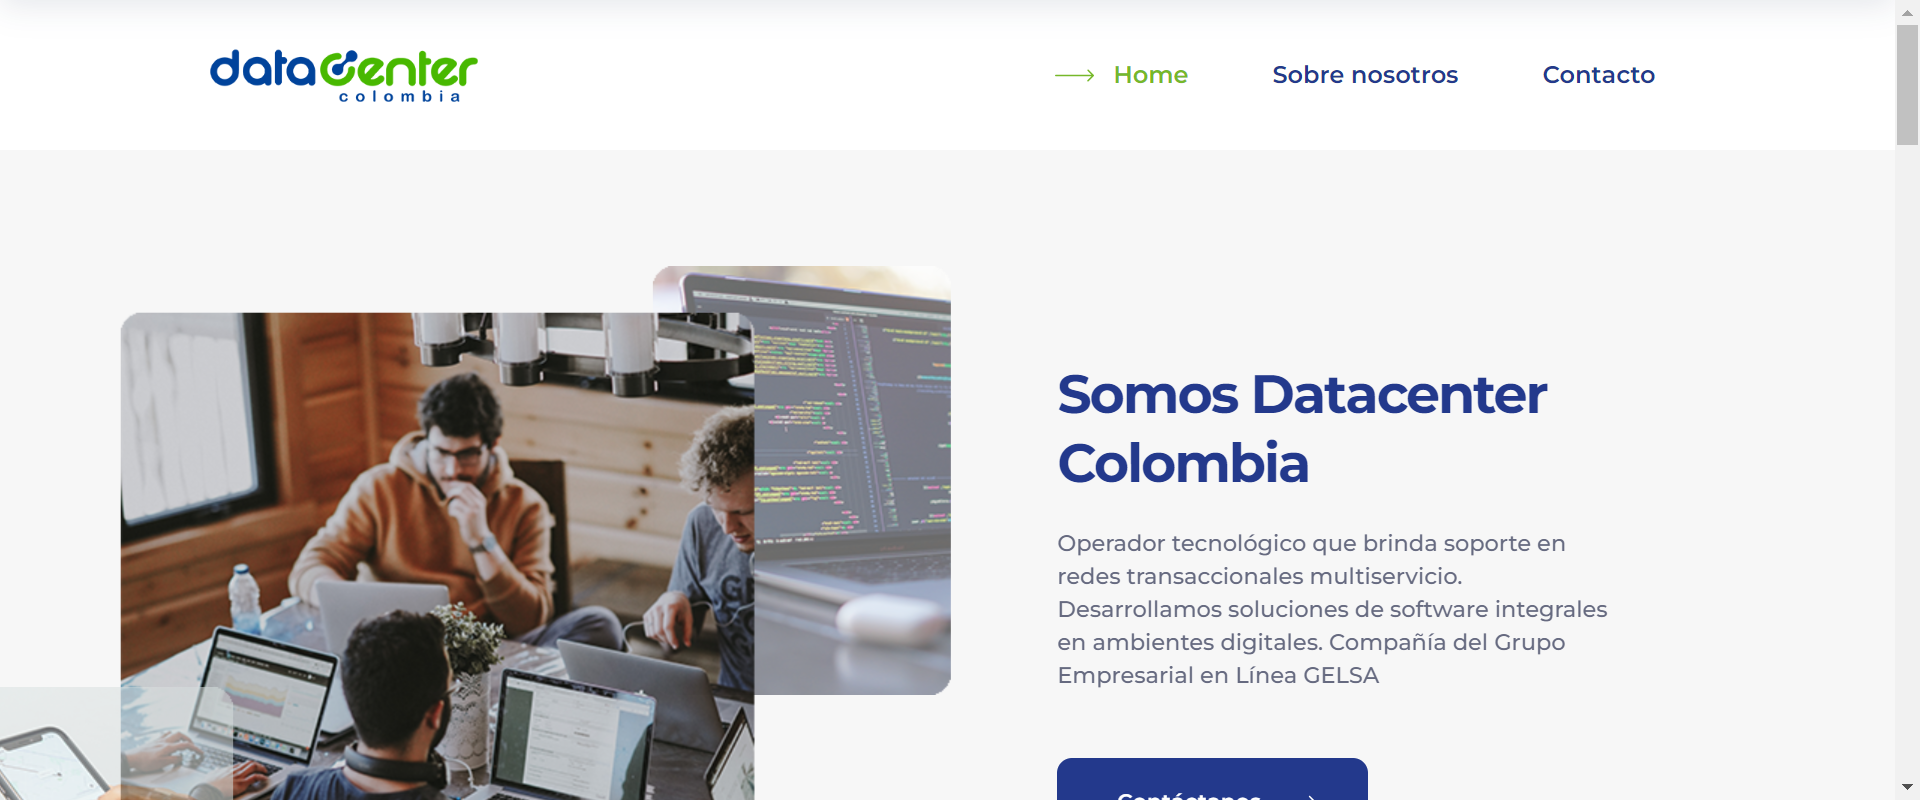 datacenter
colombia
Home
Sobre nosotros
Contacto
Somos Datacenter
Colombia
Operador tecnológico que brinda soporte en
redes transaccionales multiservicio.
Desarrollamos soluciones de software integrales
en ambientes digitales. Compañía del Grupo
Empresarial en Línea GELSA